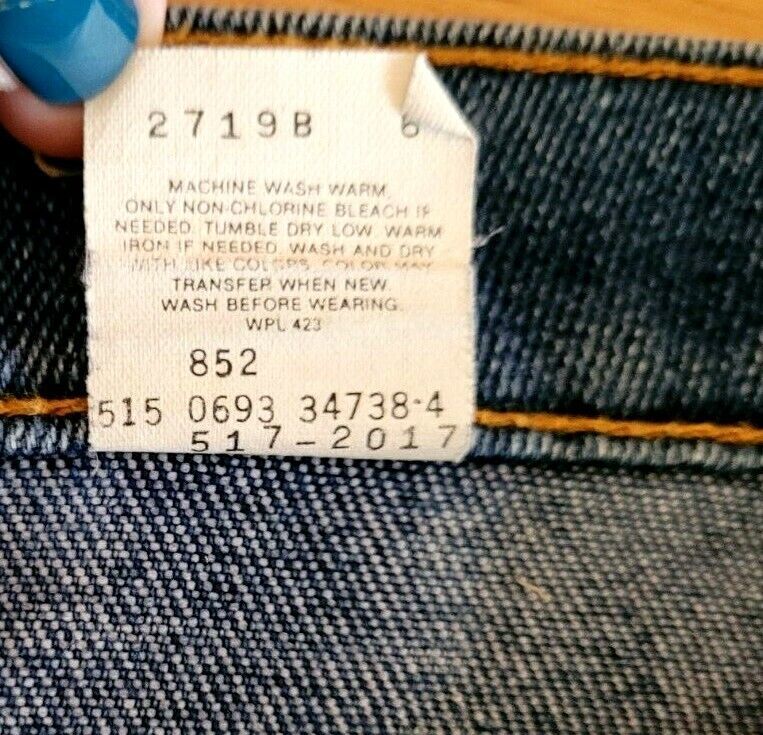 2719B 6
MACHINE WASH WARM.
ONLY NON-CHLORINE BLEACH IF
NEEDED. TUMBLE DRY LOW. WARM
IRON IF NEEDED. WASH AND DRY
WITH LIKE COLORS. COLOR MAY
TRANSFER WHEN NEW.
WASH BEFORE WEARING.
WPL 423
852
515 0693 34738-4
517-2017